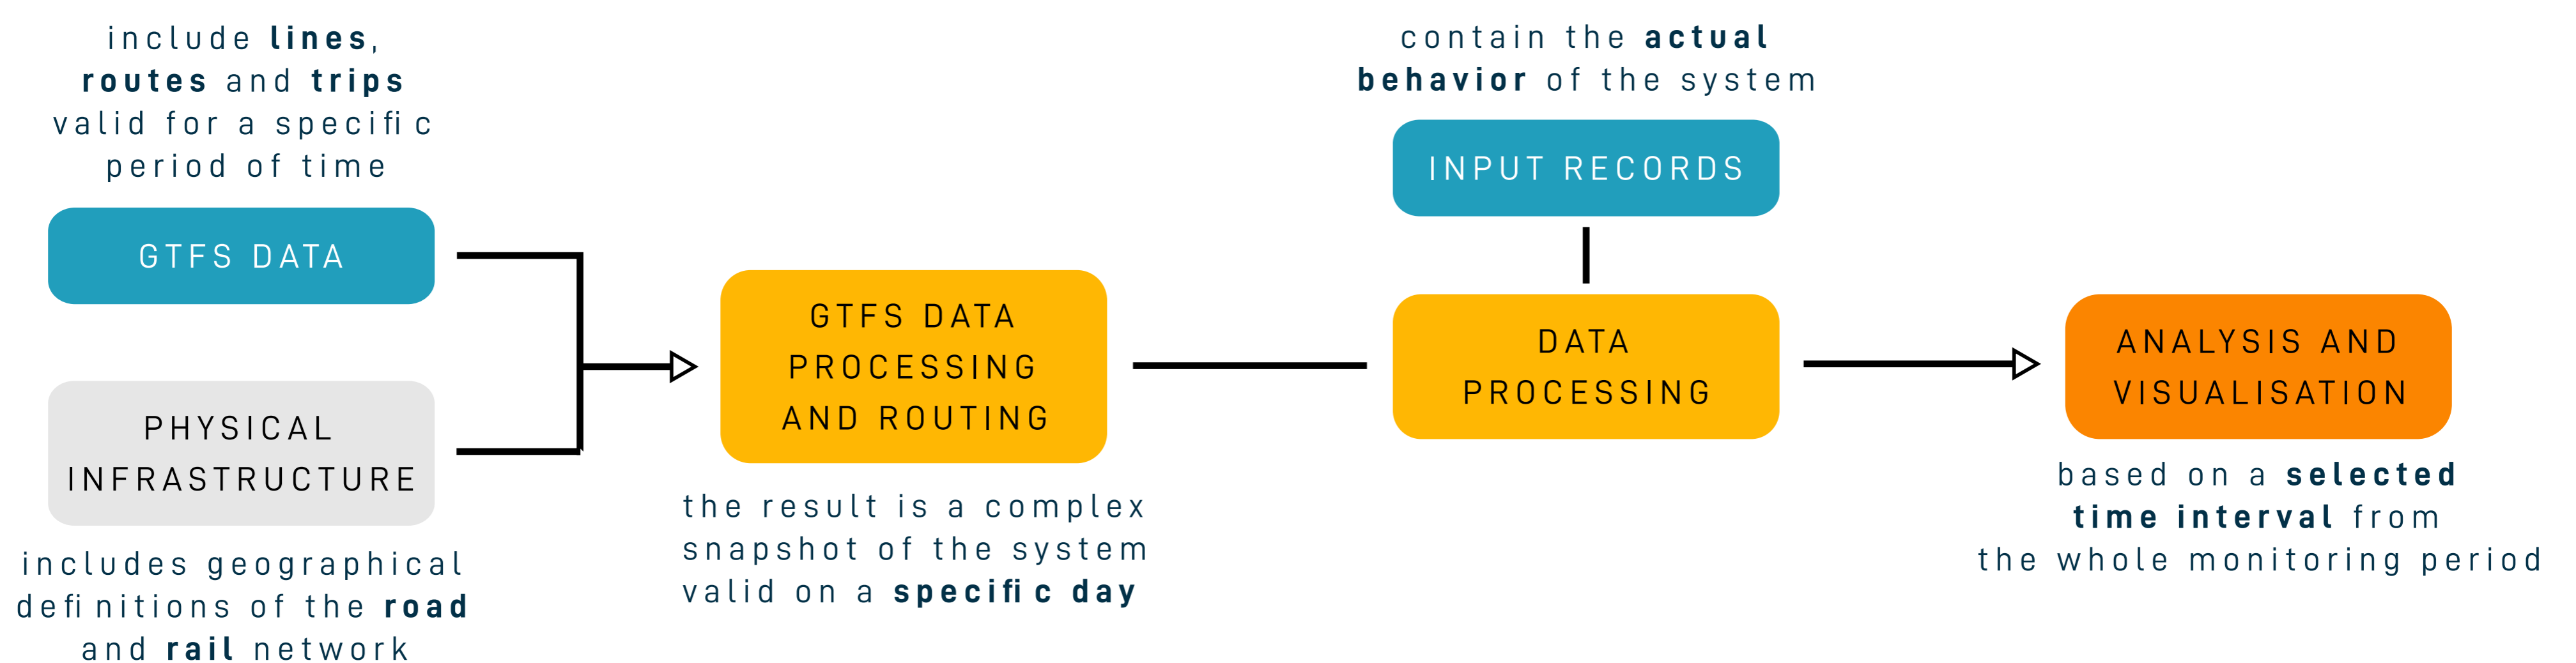 include lines,
routes and trips
valid for a specific
period of time
GTFS DATA
PHYSICAL
INFRASTRUCTURE
includes geographical
definitions of the road
and rail network
GTFS DATA
PROCESSING
AND ROUTING
the result is a complex
snapshot of the system
valid on a specific day
contain the actual
behavior of the system
INPUT RECORDS
DATA
PROCESSING
ANALYSIS AND
VISUALISATION
based on a selected
time interval from
the whole monitoring period